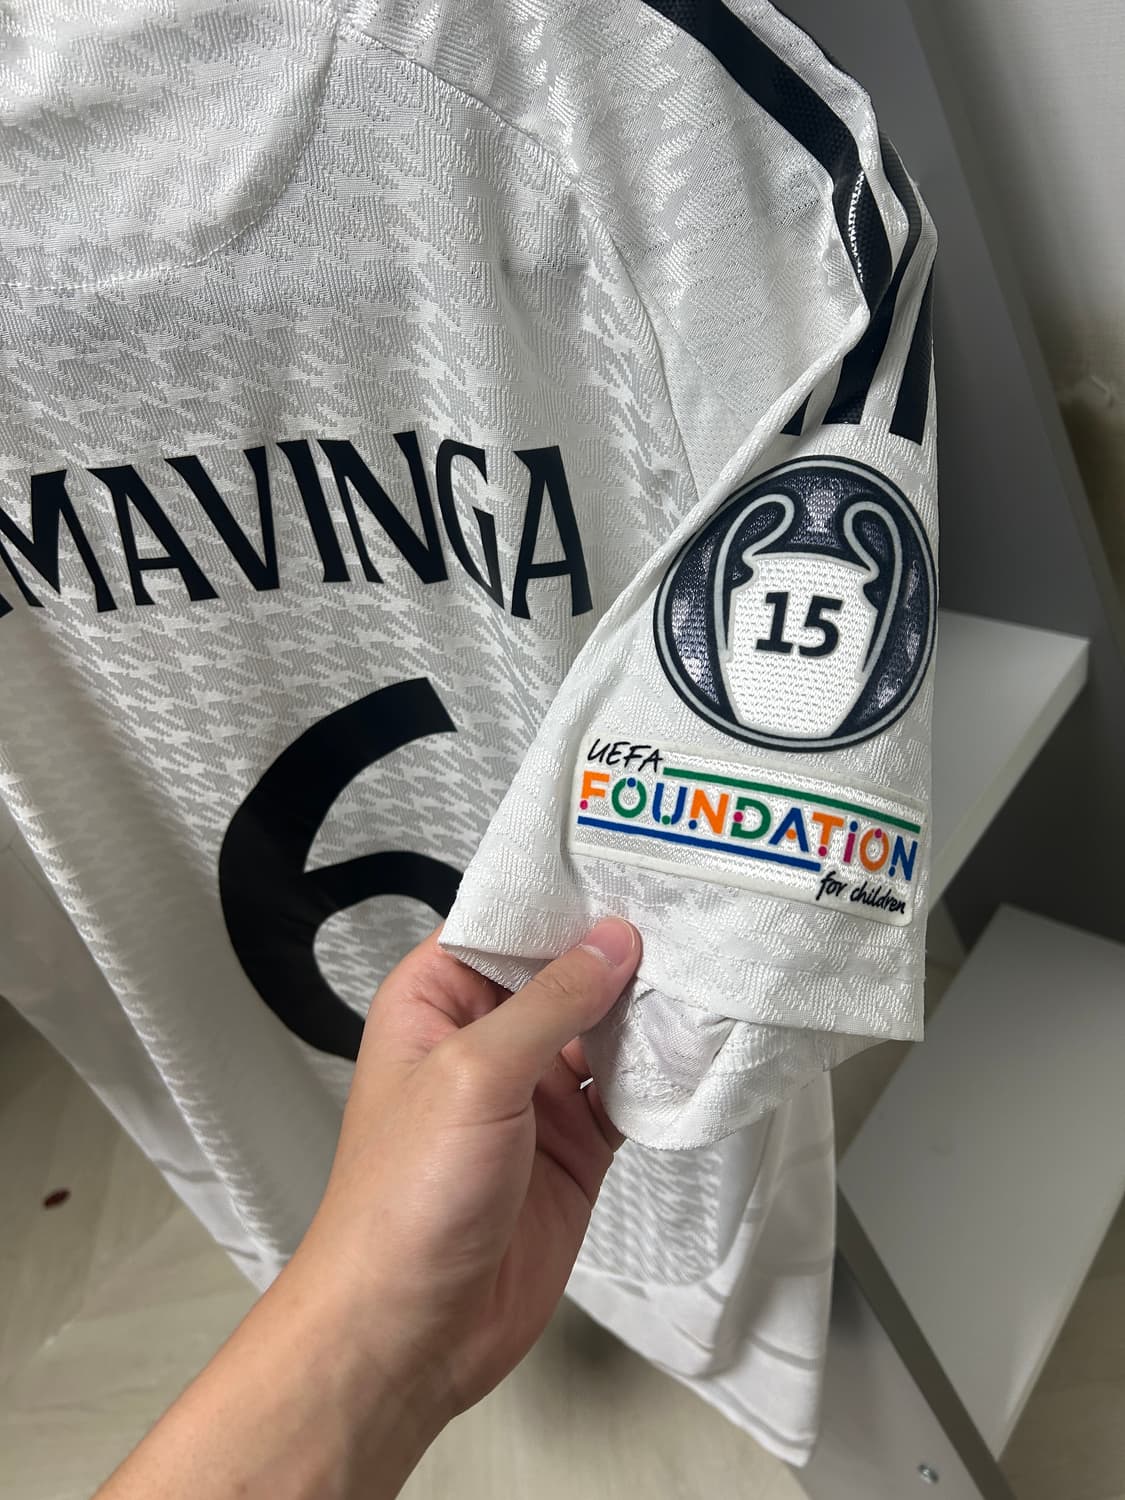 MAVINGA
6
15
UEFA
FOUNDATION
for children